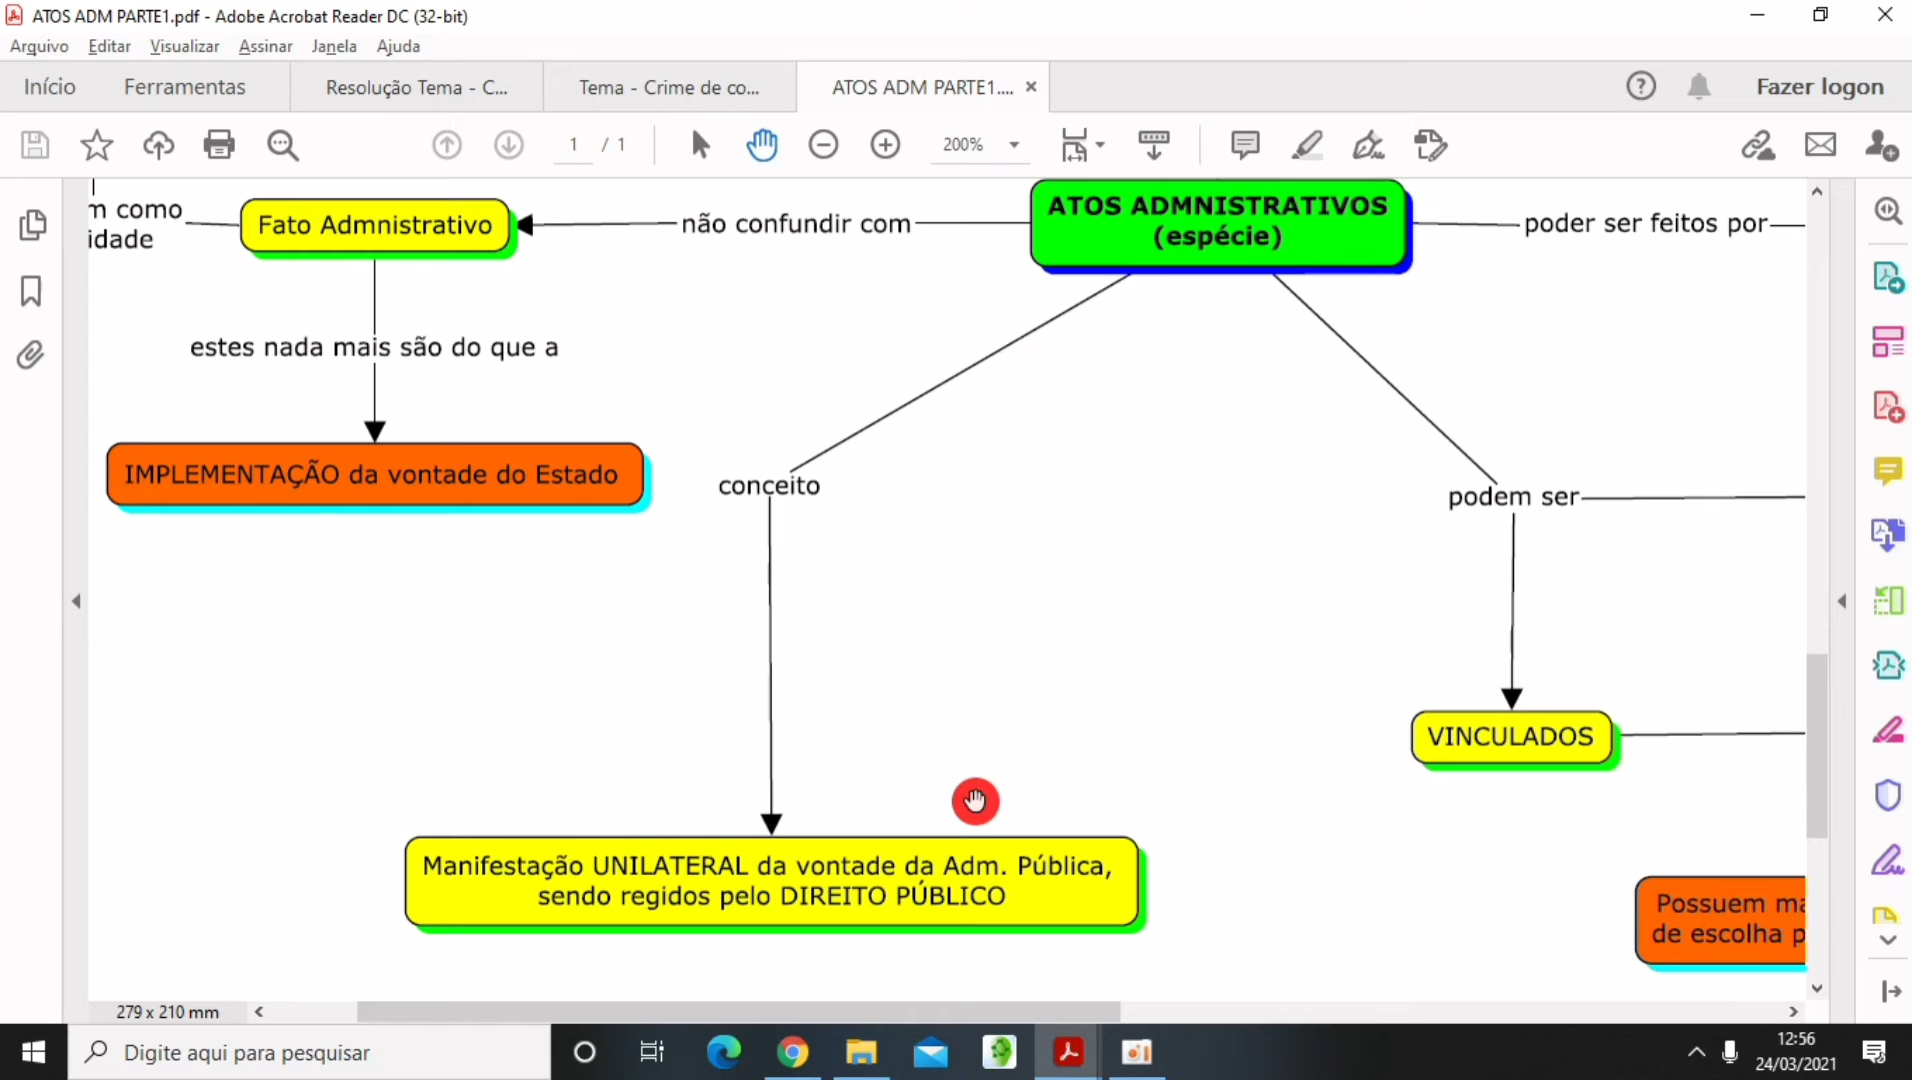 ATOS ADM PARTE1.pdf - Adobe Acrobat Reader DC (32-bit)
Arquivo Editar Visualizar Assinar Janela Ajuda
Início Ferramentas Resolução Tema - C... Tema - Crime de co... ATOS ADM PARTE1.... × Fazer logon
1 / 1 200%
m como
idade
Fato Admnistrativo
não confundir com
ATOS ADMNISTRATIVOS
(espécie)
poder ser feitos por
estes nada mais são do que a
IMPLEMENTAÇÃO da vontade do Estado
conceito
podem ser
VINCULADOS
Manifestação UNILATERAL da vontade da Adm. Pública,
sendo regidos pelo DIREITO PÚBLICO
Possuem ma
de escolha p
279 x 210 mm
Digite aqui para pesquisar
12:56
24/03/2021